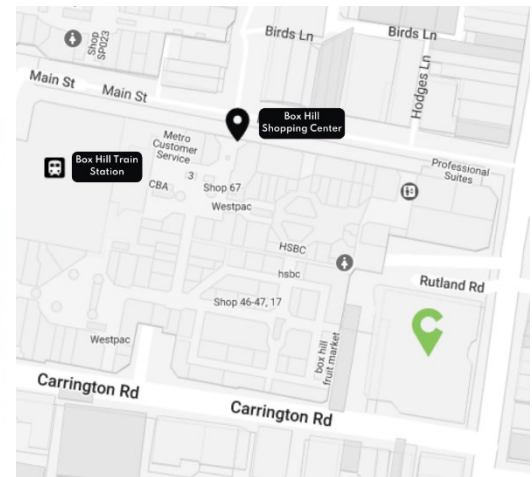 Birds Ln
Birds Ln
Shop
SP023
Hodges Ln
Main St
Main St
Box Hill
Shopping Center
Metro
Customer
Service
Box Hill Train
Station
Professional
Suites
3
CBA
Shop 67
Westpac
HSBC
hsbc
Rutland Rd
Shop 46-47, 17
Westpac
box hill
fruit market
Carrington Rd
Carrington Rd